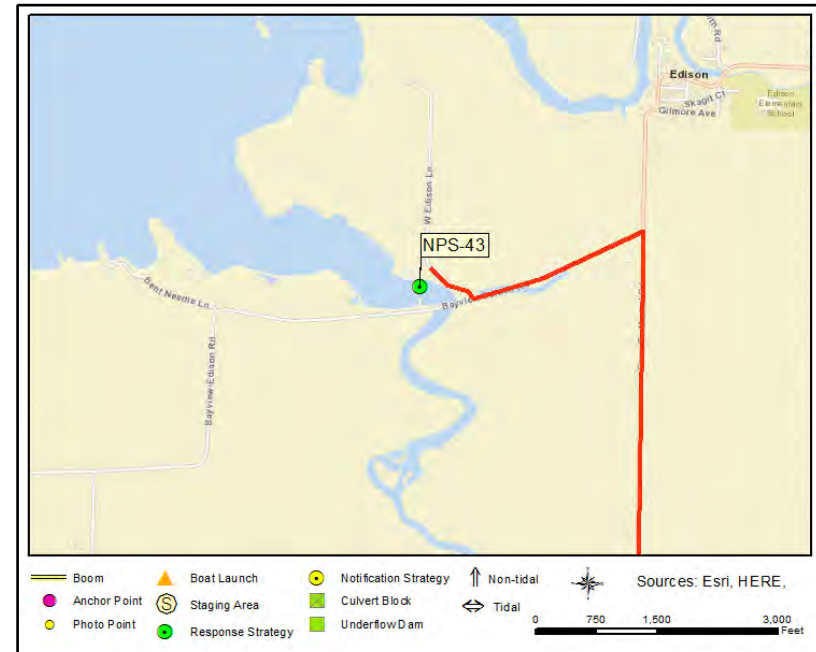 Edison
Skagit Ct
Gilmore Ave
Edison
Elementary
School
W Edison Ln
NPS-43
Bent Needle Ln
Bayview
Bayview-Edison Rd
Boom
Boat Launch
Notification Strategy
Non-tidal
Sources: Esri, HERE,
Anchor Point
S
Staging Area
Culvert Block
Tidal
Photo Point
Response Strategy
Underflow Dam
0 750 1,500 3,000
Feet